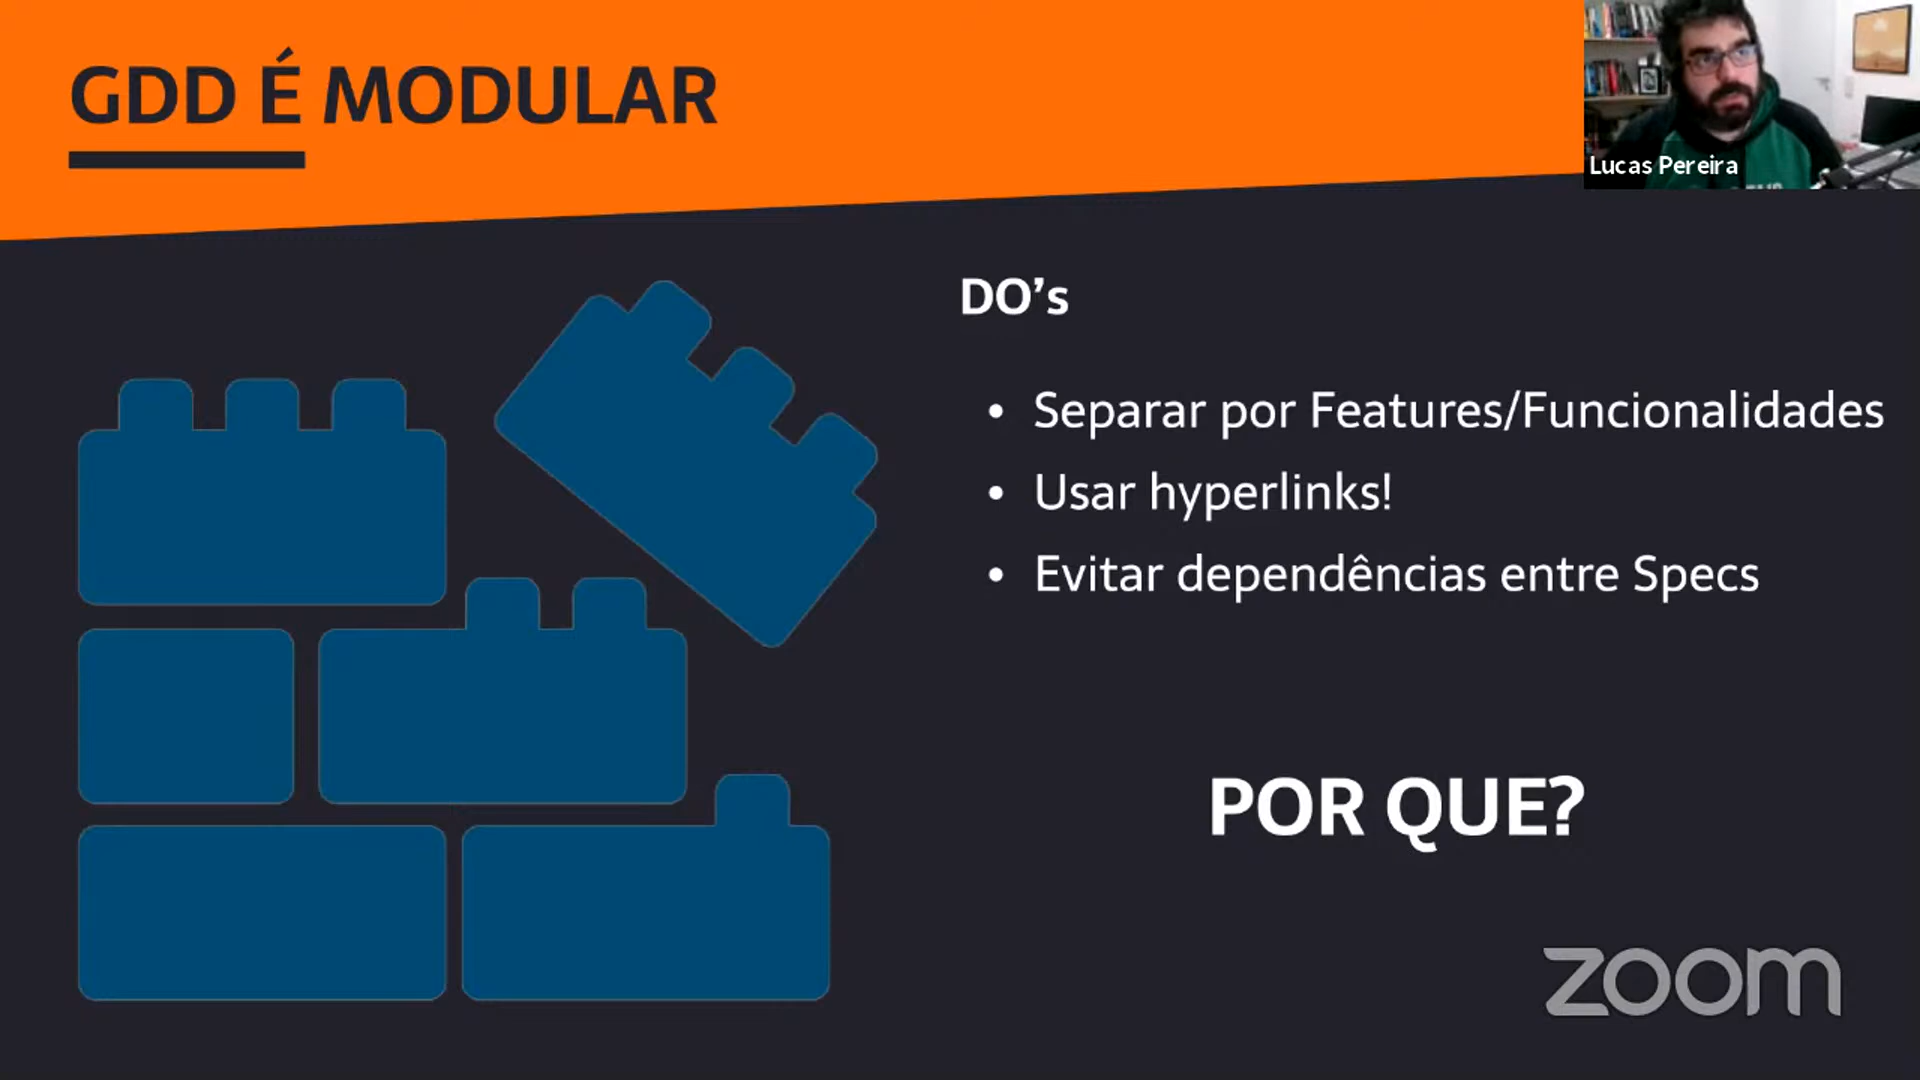 GDD É MODULAR
Lucas Pereira
DO’s
• Separar por Features/Funcionalidades
• Usar hyperlinks!
• Evitar dependências entre Specs
POR QUE?
zoom